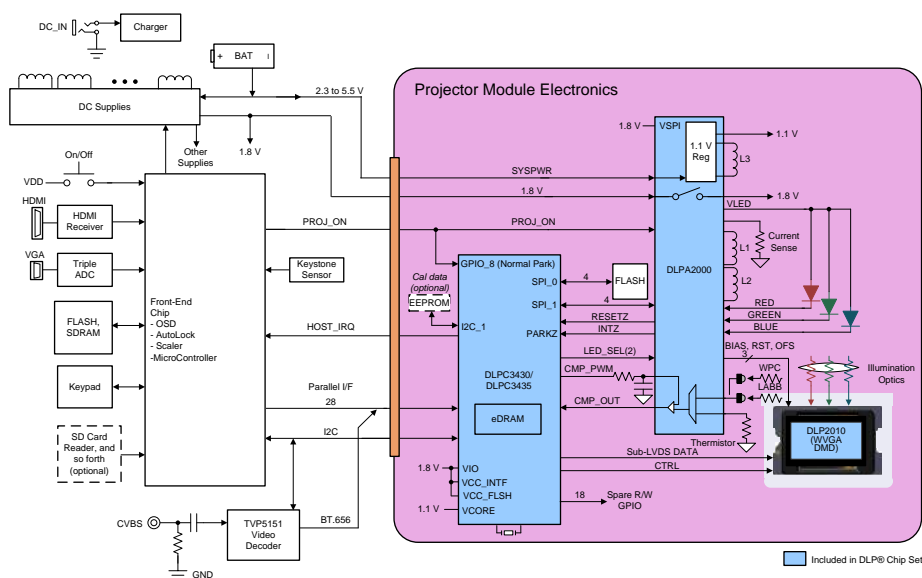 DC_IN
Charger
+ BAT
DC Supplies
2.3 to 5.5 V
Other
Supplies
1.8 V
On/Off
VDD
HDMI
HDMI
Receiver
VGA
Triple
ADC
FLASH,
SDRAM
Keypad
SD Card
Reader, and
so forth
(optional)
Front-End
Chip
- OSD
- AutoLock
- Scaler
-MicroController
PROJ_ON
Keystone
Sensor
HOST_IRQ
Parallel I/F
28
I2C
CVBS
GND
TVP5151
Video
Decoder
BT.656
Projector Module Electronics
SYSPWR
1.8 V
PROJ_ON
1.8 V
VSPI
1.1 V
Reg
1.1 V
L3
1.8 V
VLED
Current
Sense
L1
L2
DLPA2000
RED
GREEN
BLUE
BIAS, RST, OFS
3
GPIO_8 (Normal Park)
Cal data
(optional)
EEPROM
I2C_1
SPI_0
4
FLASH
SPI_1
4
RESETZ
PARKZ
INTZ
LED_SEL(2)
DLPC3430/
DLPC3435
CMP_PWM
eDRAM
CMP_OUT
WPC
LABB
Thermistor
Illumination
Optics
DLP2010
(WVGA
DMD)
Sub-LVDS DATA
CTRL
1.8 V
VIO
VCC_INTF
VCC_FLSH
1.1 V
VCORE
18
Spare R/W
GPIO
Included in DLP® Chip Set